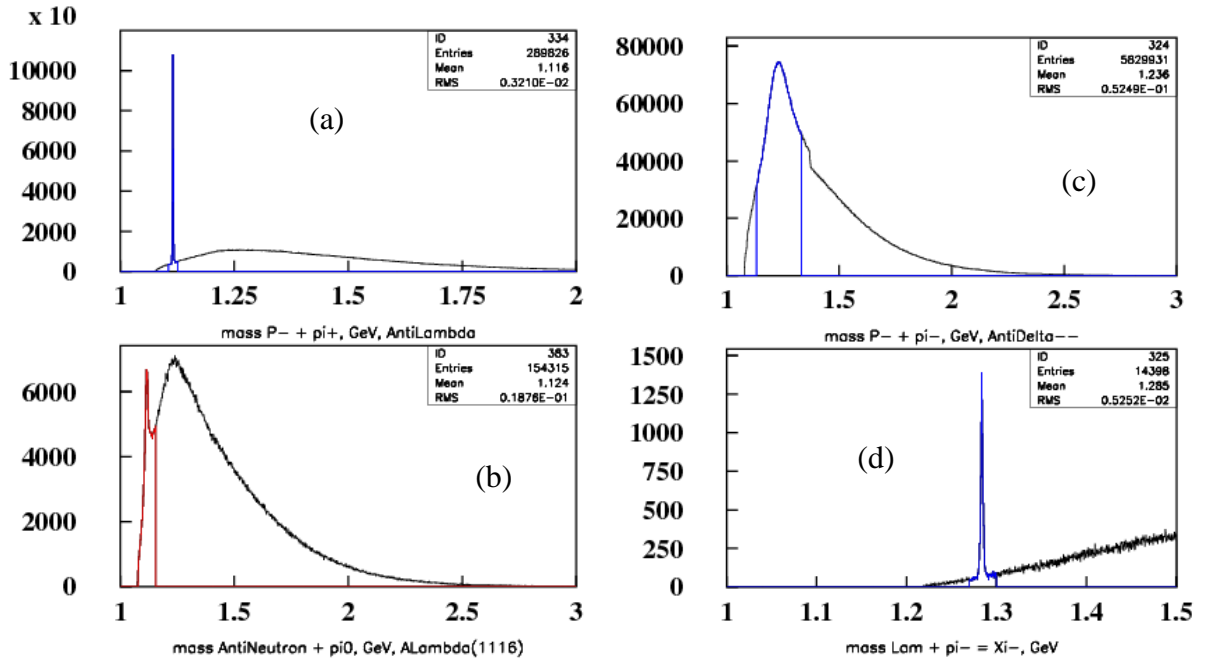 x 10
ID 334
Entries 289826
Mean 1.116
RMS 0.3210E-02
(a)
10000
8000
6000
4000
2000
0
1 1.25 1.5 1.75 2
mass P- + pi+, GeV, AntiLambda
ID 324
Entries 5829931
Mean 1.236
RMS 0.5249E-01
(c)
80000
60000
40000
20000
0
1 1.5 2 2.5 3
mass P- + pi-, GeV, AntiDelta--
ID 383
Entries 154315
Mean 1.124
RMS 0.1876E-01
(b)
6000
4000
2000
0
1 1.5 2 2.5 3
mass AntiNeutron + pi0, GeV, ALambda(1116)
ID 325
Entries 14398
Mean 1.285
RMS 0.5252E-02
(d)
1500
1250
1000
750
500
250
0
1 1.1 1.2 1.3 1.4 1.5
mass Lam + pi- = Xi-, GeV